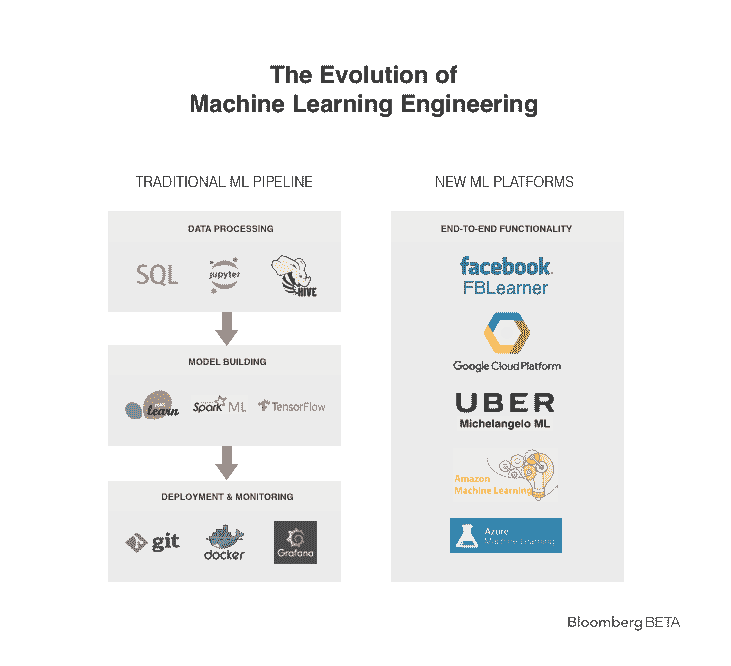 The Evolution of
Machine Learning Engineering
TRADITIONAL ML PIPELINE
DATA PROCESSING
SQL
jupyter
HIVE
MODEL BUILDING
learn
Spark ML
TensorFlow
DEPLOYMENT & MONITORING
git
docker
Grafana
NEW ML PLATFORMS
END-TO-END FUNCTIONALITY
facebook.
FBLearner
Google Cloud Platform
UBER
Michelangelo ML
Amazon
Machine Learning
Azure
Machine Learning
Bloomberg BETA